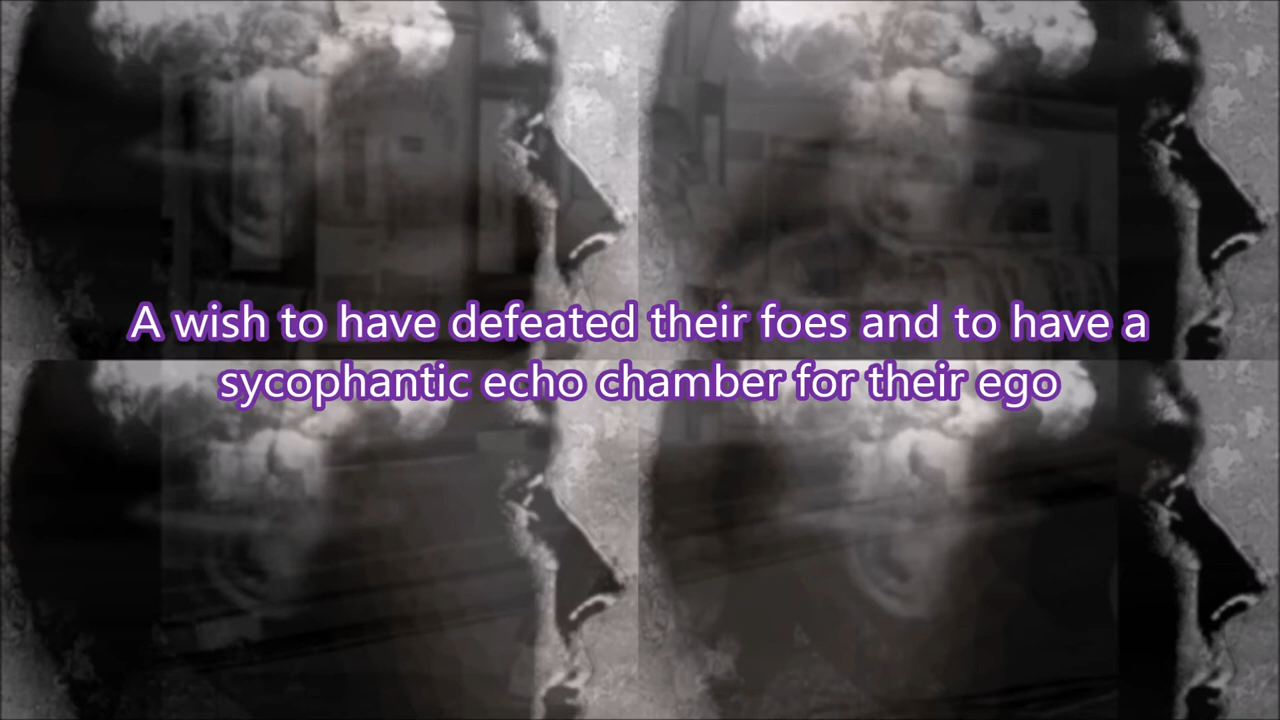 A wish to have defeated their foes and to have a
sycophantic echo chamber for their ego